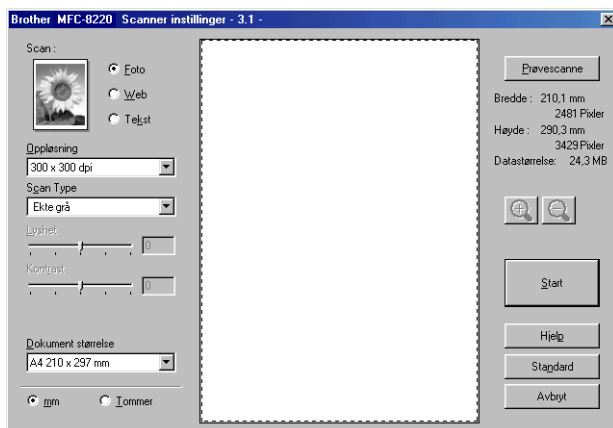 Brother MFC-8220 Scanner instillinger - 3.1 -
Scan :
Foto
Web
Tekst
Oppløsning
300 x 300 dpi
Scan Type
Ekte grå
Lyshet
0
Kontrast
0
Dokument størrelse
A4 210 x 297 mm
mm
Tommer
Prøvescanne
Bredde : 210,1 mm
2481 Pixler
Høyde : 290,3 mm
3429 Pixler
Datastørrelse: 24,3 MB
Start
Hjelp
Standard
Avbryt